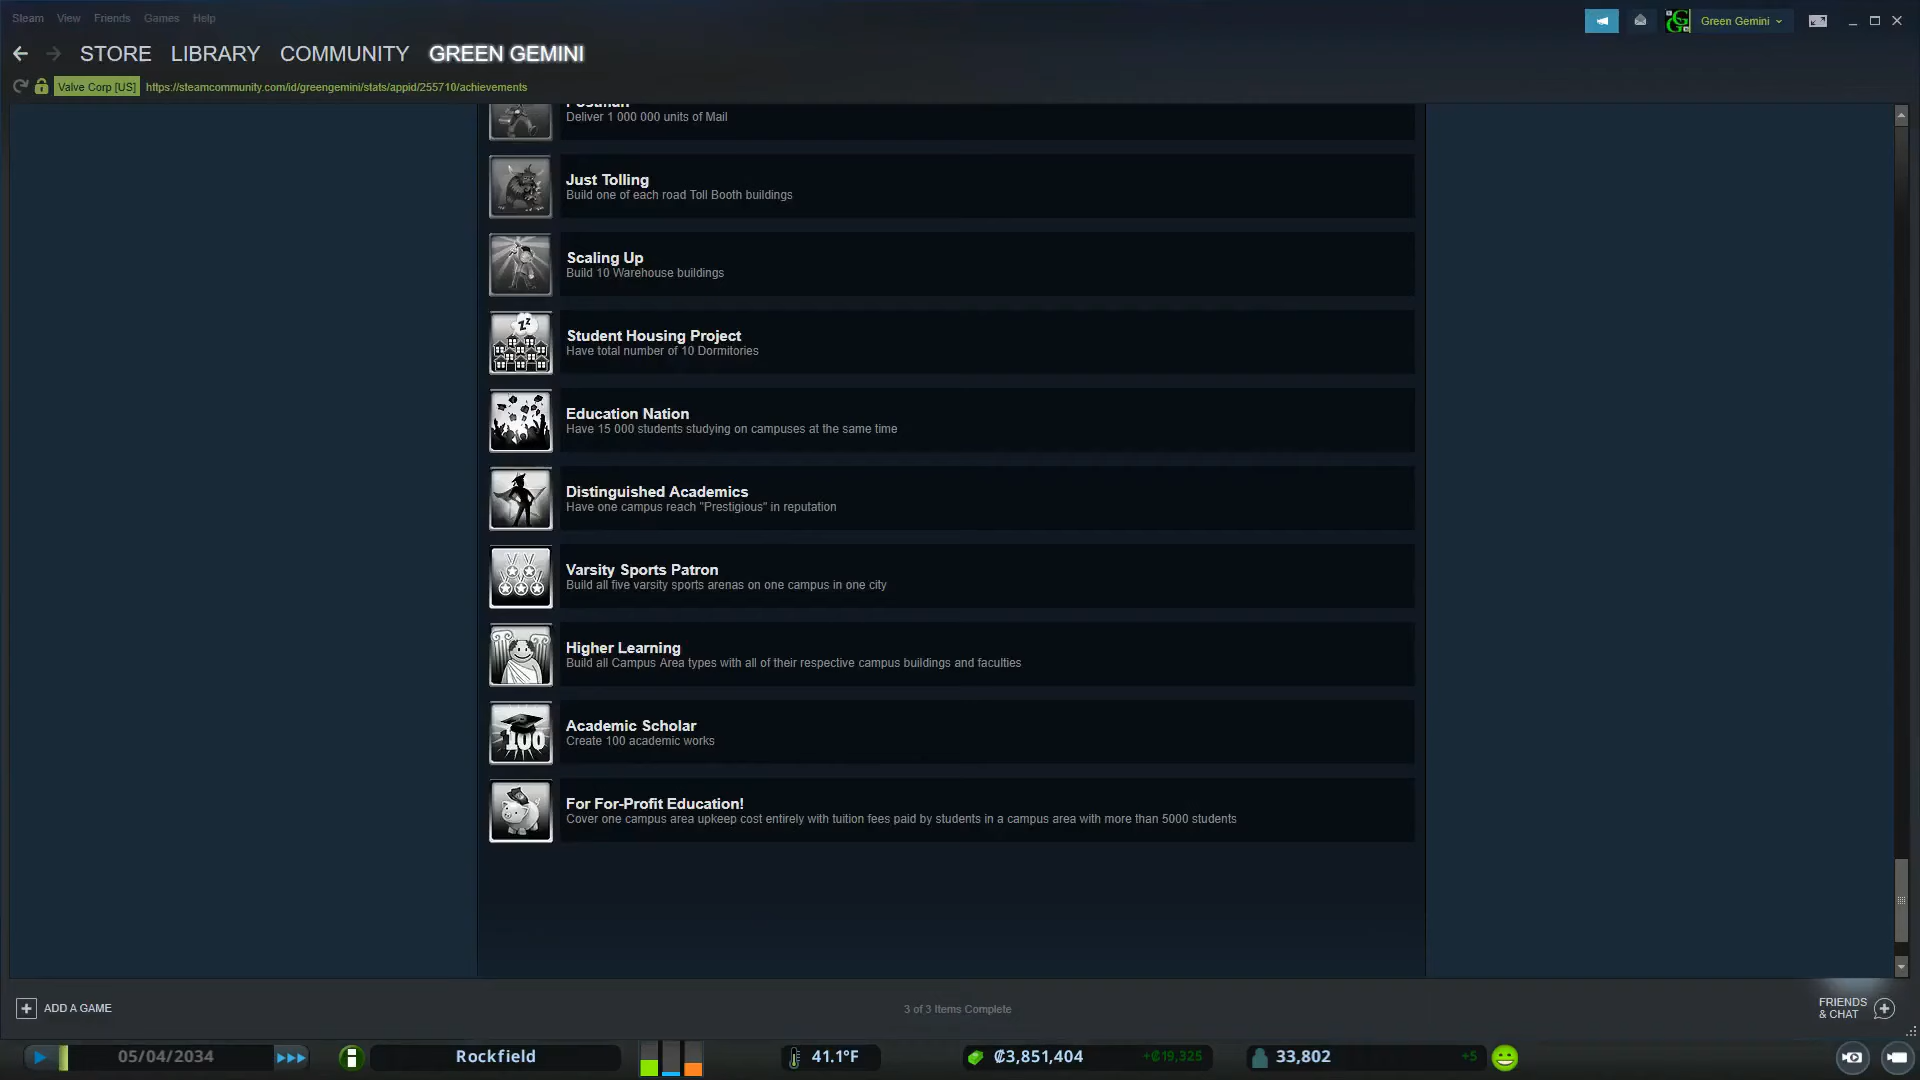 Steam View Friends Games Help
Green Gemini
STORE LIBRARY COMMUNITY GREEN GEMINI
Valve Corp [US] https://steamcommunity.com/id/greengemini/stats/appid/255710/achievements
Postman
Deliver 1 000 000 units of Mail
Just Tolling
Build one of each road Toll Booth buildings
Scaling Up
Build 10 Warehouse buildings
Student Housing Project
Have total number of 10 Dormitories
Education Nation
Have 15 000 students studying on campuses at the same time
Distinguished Academics
Have one campus reach "Prestigious" in reputation
Varsity Sports Patron
Build all five varsity sports arenas on one campus in one city
Higher Learning
Build all Campus Area types with all of their respective campus buildings and faculties
100
Academic Scholar
Create 100 academic works
For For-Profit Education!
Cover one campus area upkeep cost entirely with tuition fees paid by students in a campus area with more than 5000 students
ADD A GAME
3 of 3 Items Complete
FRIENDS
& CHAT
05/04/2034
Rockfield
41.1°F
₡3,851,404
+₡19,325
33,802
+5